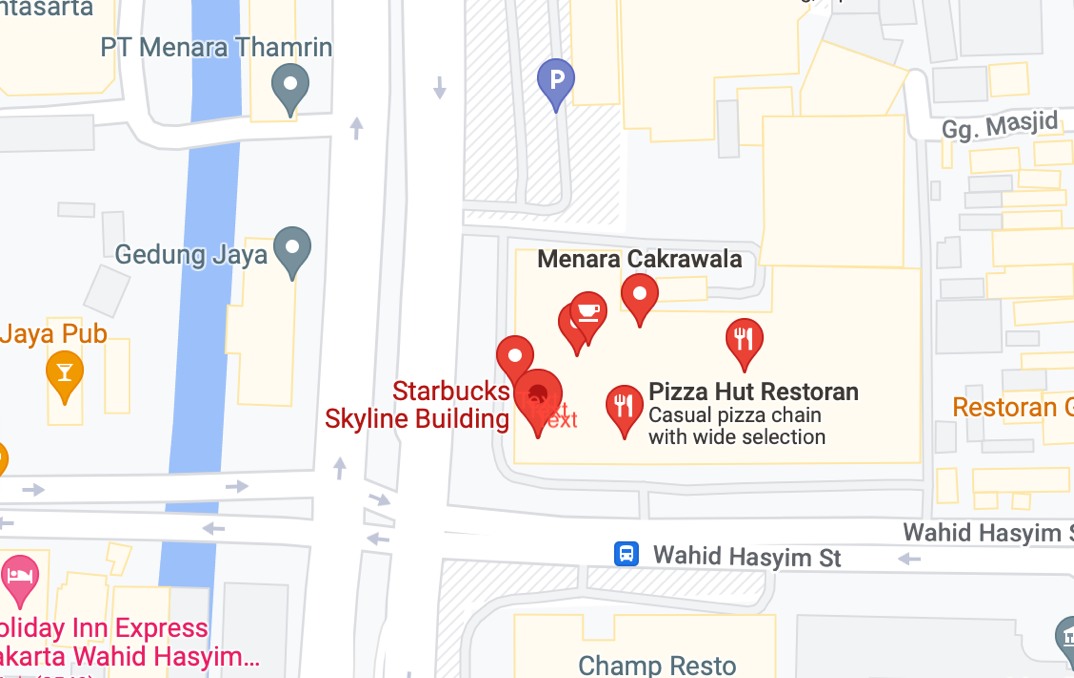 ntasarta
PT Menara Thamrin
P
Gg. Masjid
Gedung Jaya
Menara Cakrawala
Jaya Pub
Starbucks
Skyline Building
Pizza Hut Restoran
Casual pizza chain
with wide selection
Restoran G
Wahid Hasyim S
Wahid Hasyim St
oliday Inn Express
akarta Wahid Hasyim...
Champ Resto